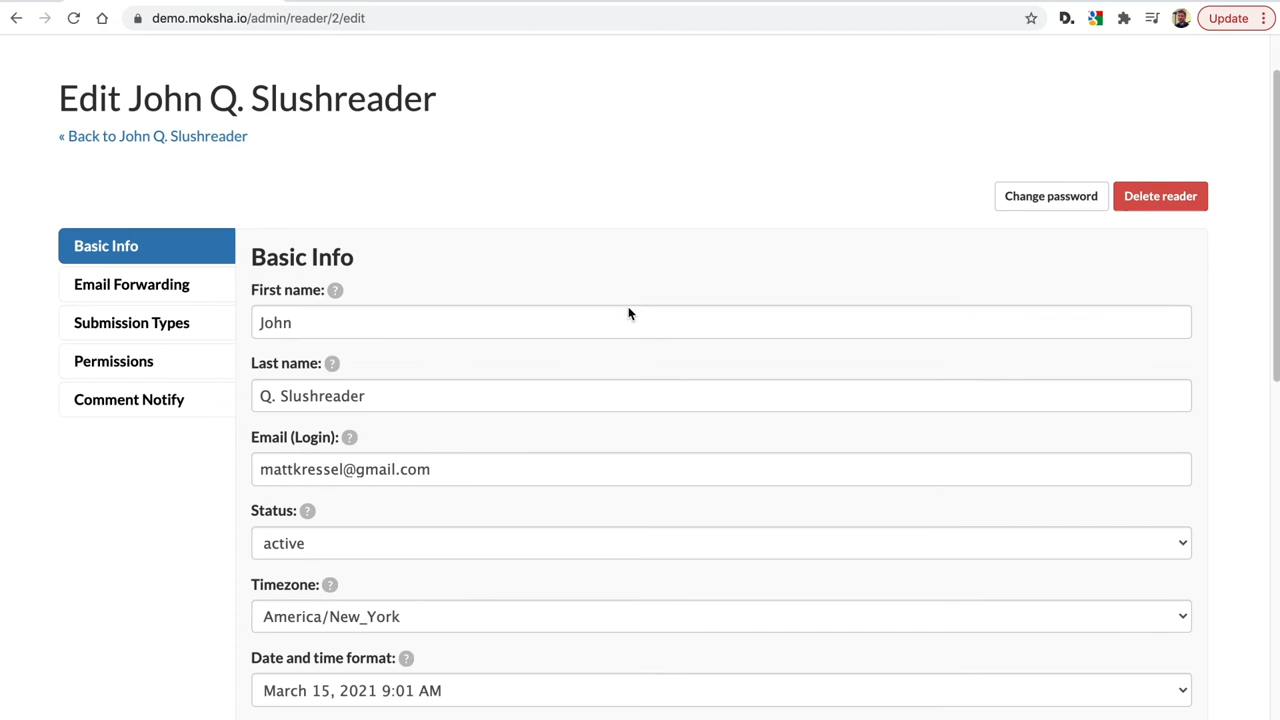 demo.moksha.io/admin/reader/2/edit
D.
Update
Edit John Q. Slushreader
« Back to John Q. Slushreader
Change password
Delete reader
Basic Info
Email Forwarding
Submission Types
Permissions
Comment Notify
Basic Info
First name: ?
John
Last name: ?
Q. Slushreader
Email (Login): ?
mattkressel@gmail.com
Status: ?
active
Timezone: ?
America/New_York
Date and time format: ?
March 15, 2021 9:01 AM